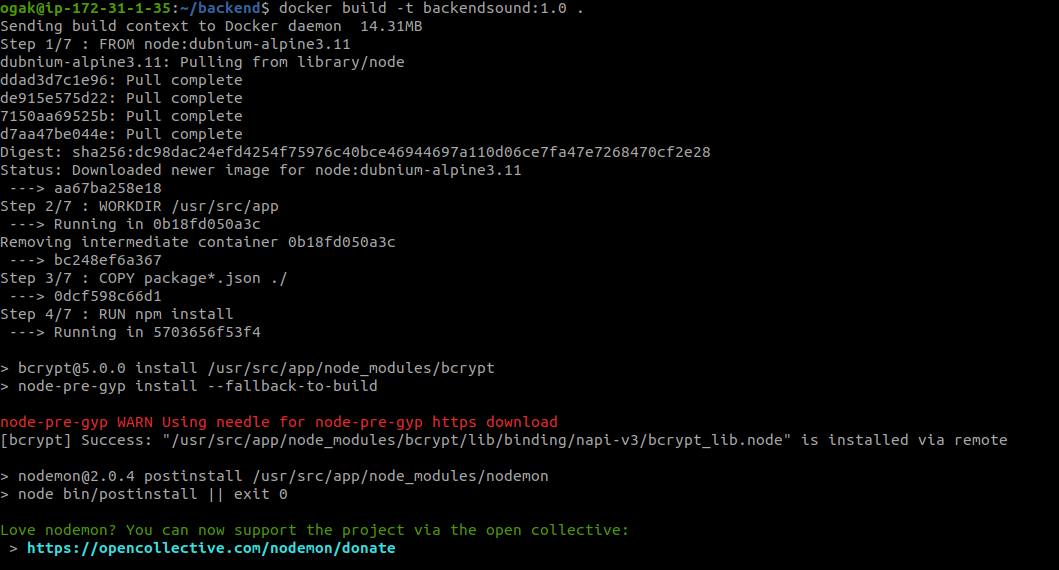 ogak@ip-172-31-1-35:~/backend$ docker build -t backendsound:1.0 .
Sending build context to Docker daemon  14.31MB
Step 1/7 : FROM node:dubnium-alpine3.11
dubnium-alpine3.11: Pulling from library/node
ddad3d7c1e96: Pull complete
de915e575d22: Pull complete
7150aa69525b: Pull complete
d7aa47be044e: Pull complete
Digest: sha256:dc98dac24efd4254f75976c40bce46944697a110d06ce7fa47e7268470cf2e28
Status: Downloaded newer image for node:dubnium-alpine3.11
 ---> aa67ba258e18
Step 2/7 : WORKDIR /usr/src/app
 ---> Running in 0b18fd050a3c
Removing intermediate container 0b18fd050a3c
 ---> bc248ef6a367
Step 3/7 : COPY package*.json ./
 ---> 0dcf598c66d1
Step 4/7 : RUN npm install
 ---> Running in 5703656f53f4
> bcrypt@5.0.0 install /usr/src/app/node_modules/bcrypt
> node-pre-gyp install --fallback-to-build
node-pre-gyp WARN Using needle for node-pre-gyp https download
[bcrypt] Success: "/usr/src/app/node_modules/bcrypt/lib/binding/napi-v3/bcrypt_lib.node" is installed via remote
> nodemon@2.0.4 postinstall /usr/src/app/node_modules/nodemon
> node bin/postinstall || exit 0
Love nodemon? You can now support the project via the open collective:
 > https://opencollective.com/nodemon/donate